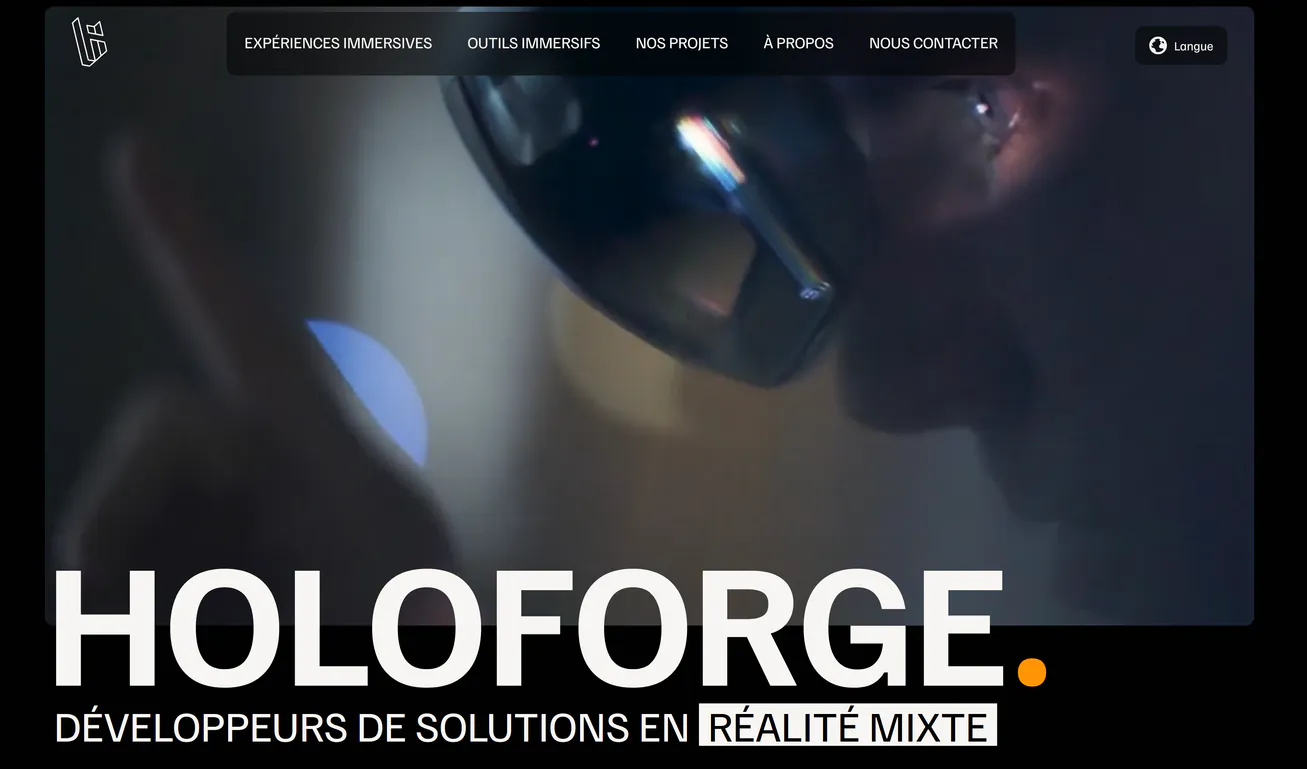 EXPÉRIENCES IMMERSIVES OUTILS IMMERSIFS NOS PROJETS À PROPOS NOUS CONTACTER
Langue
HOLOFORGE.
DÉVELOPPEURS DE SOLUTIONS EN RÉALITÉ MIXTE